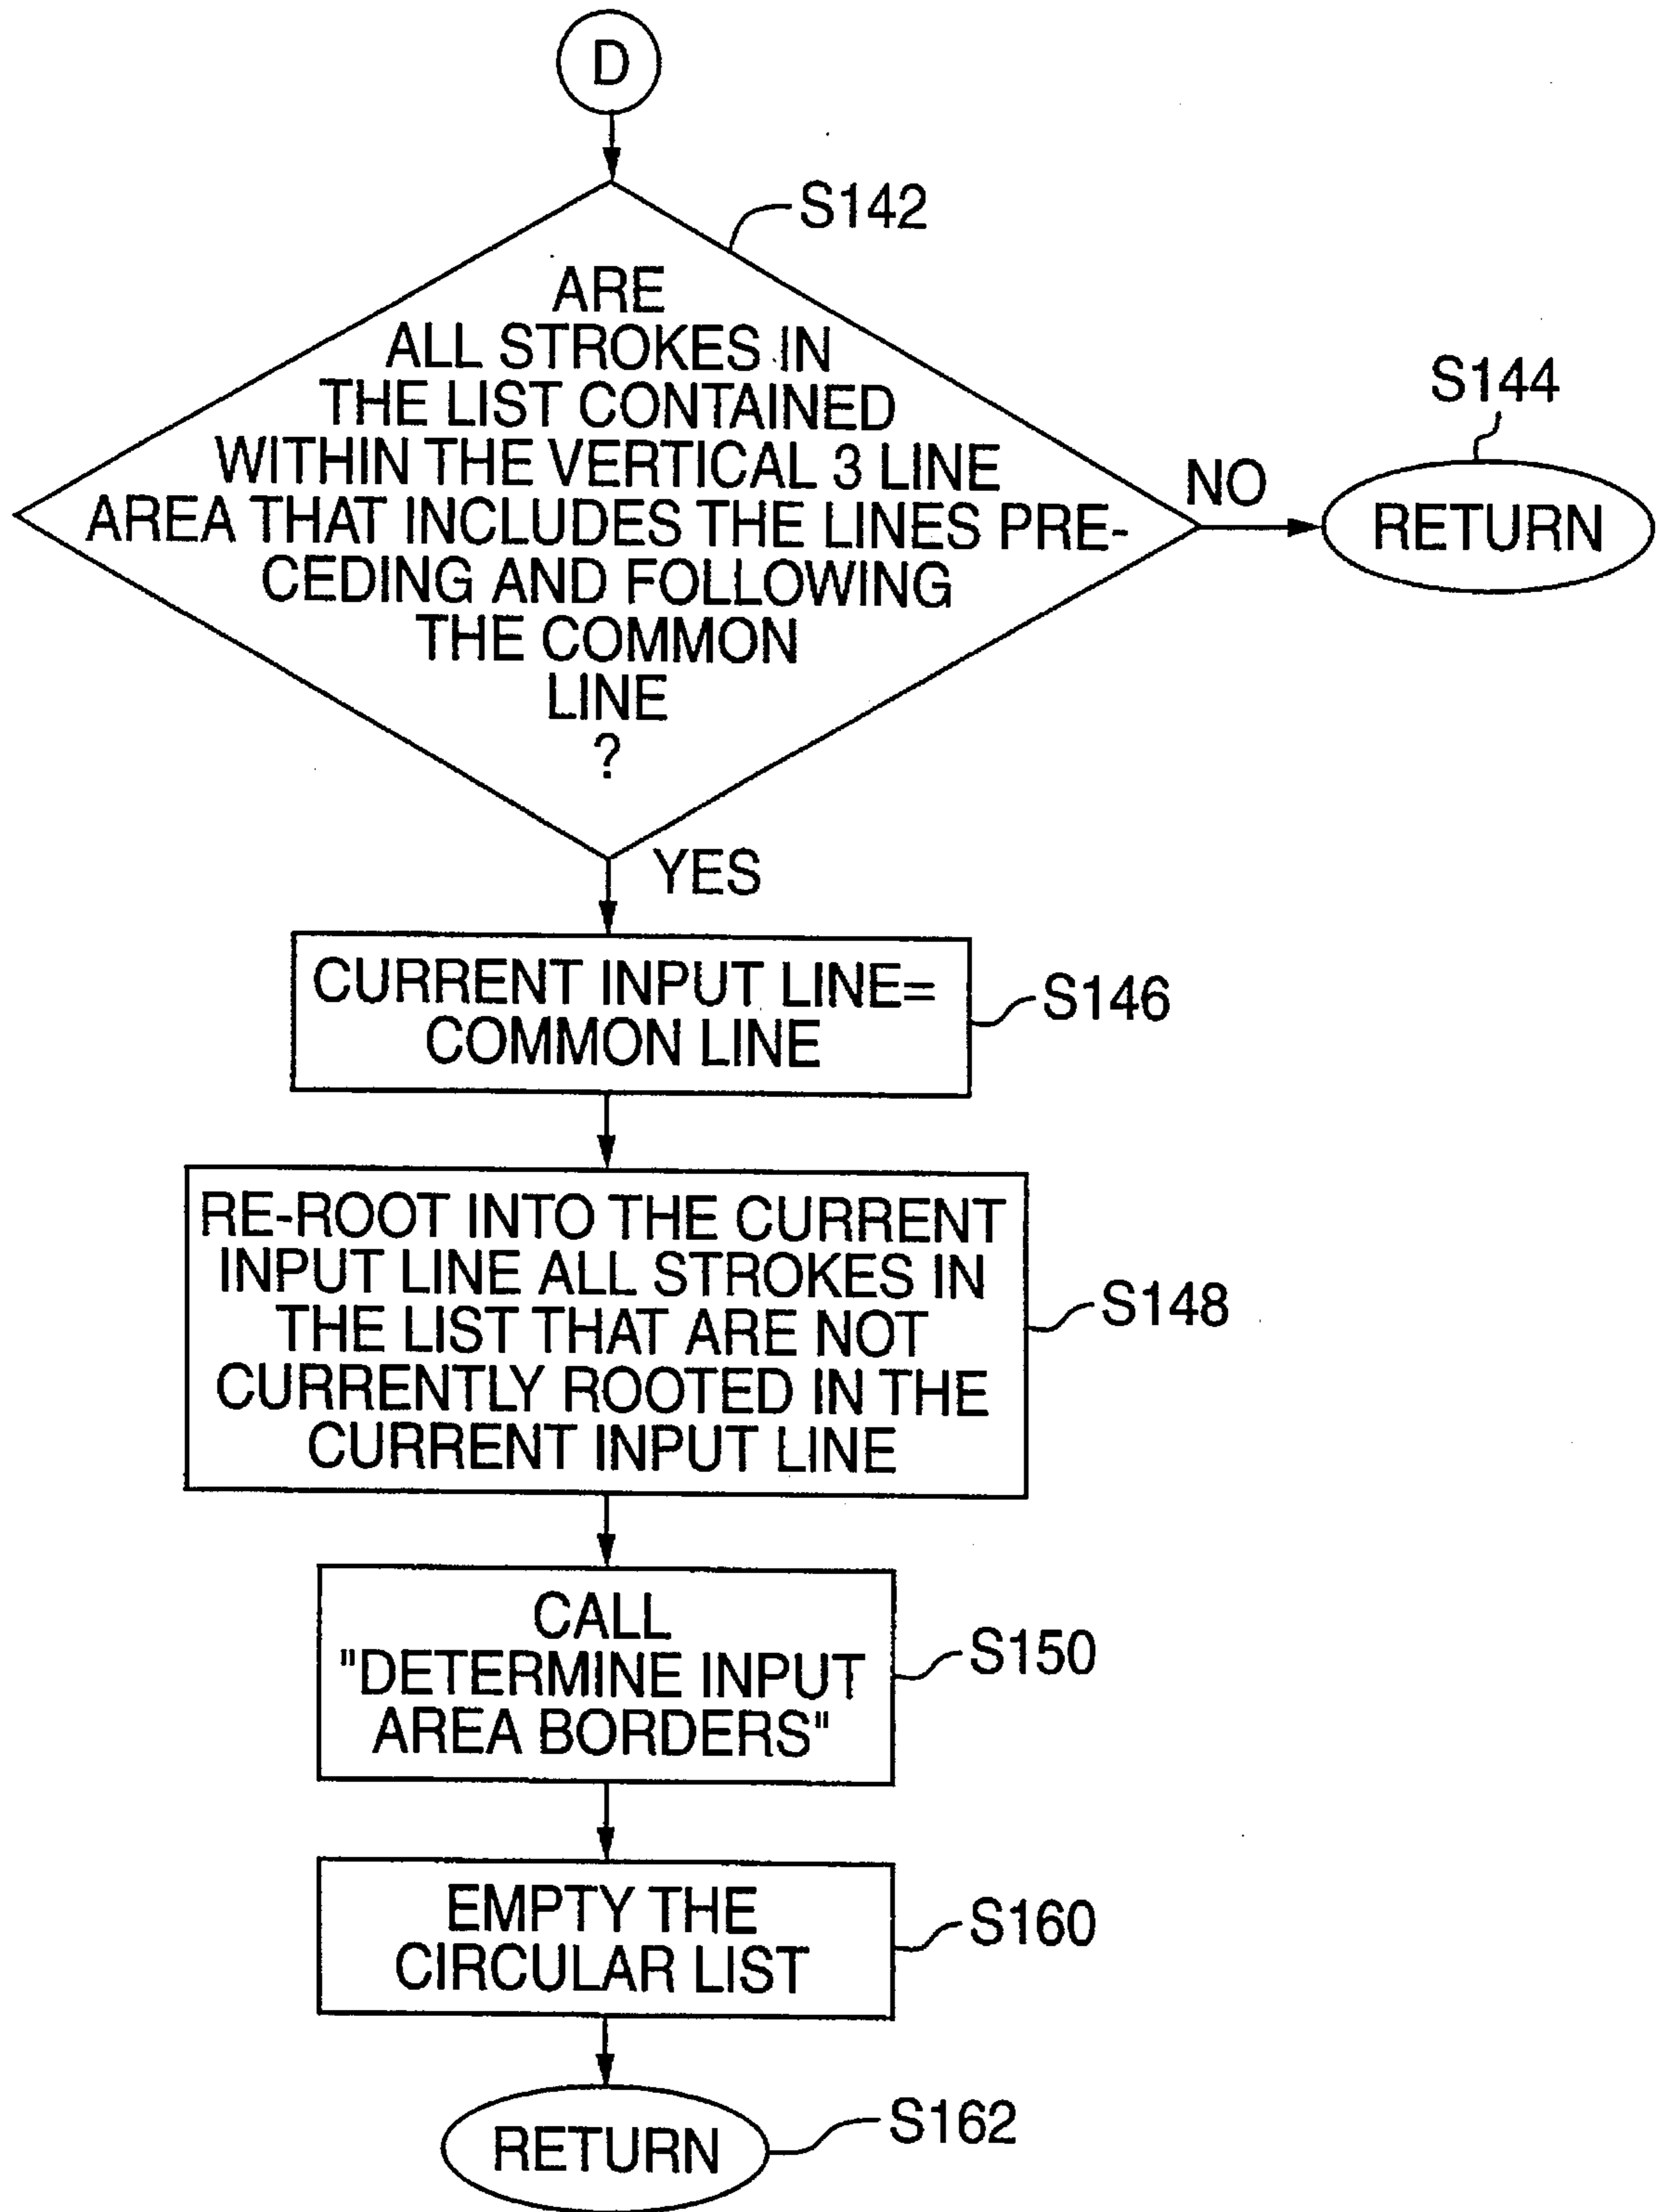 D
S142
ARE
ALL STROKES IN
THE LIST CONTAINED
WITHIN THE VERTICAL 3 LINE
AREA THAT INCLUDES THE LINES PRE-
CEDING AND FOLLOWING
THE COMMON
LINE
?
NO
S144
RETURN
YES
CURRENT INPUT LINE=
COMMON LINE
S146
RE-ROOT INTO THE CURRENT
INPUT LINE ALL STROKES IN
THE LIST THAT ARE NOT
CURRENTLY ROOTED IN THE
CURRENT INPUT LINE
S148
CALL
"DETERMINE INPUT
AREA BORDERS"
S150
EMPTY THE
CIRCULAR LIST
S160
RETURN
S162